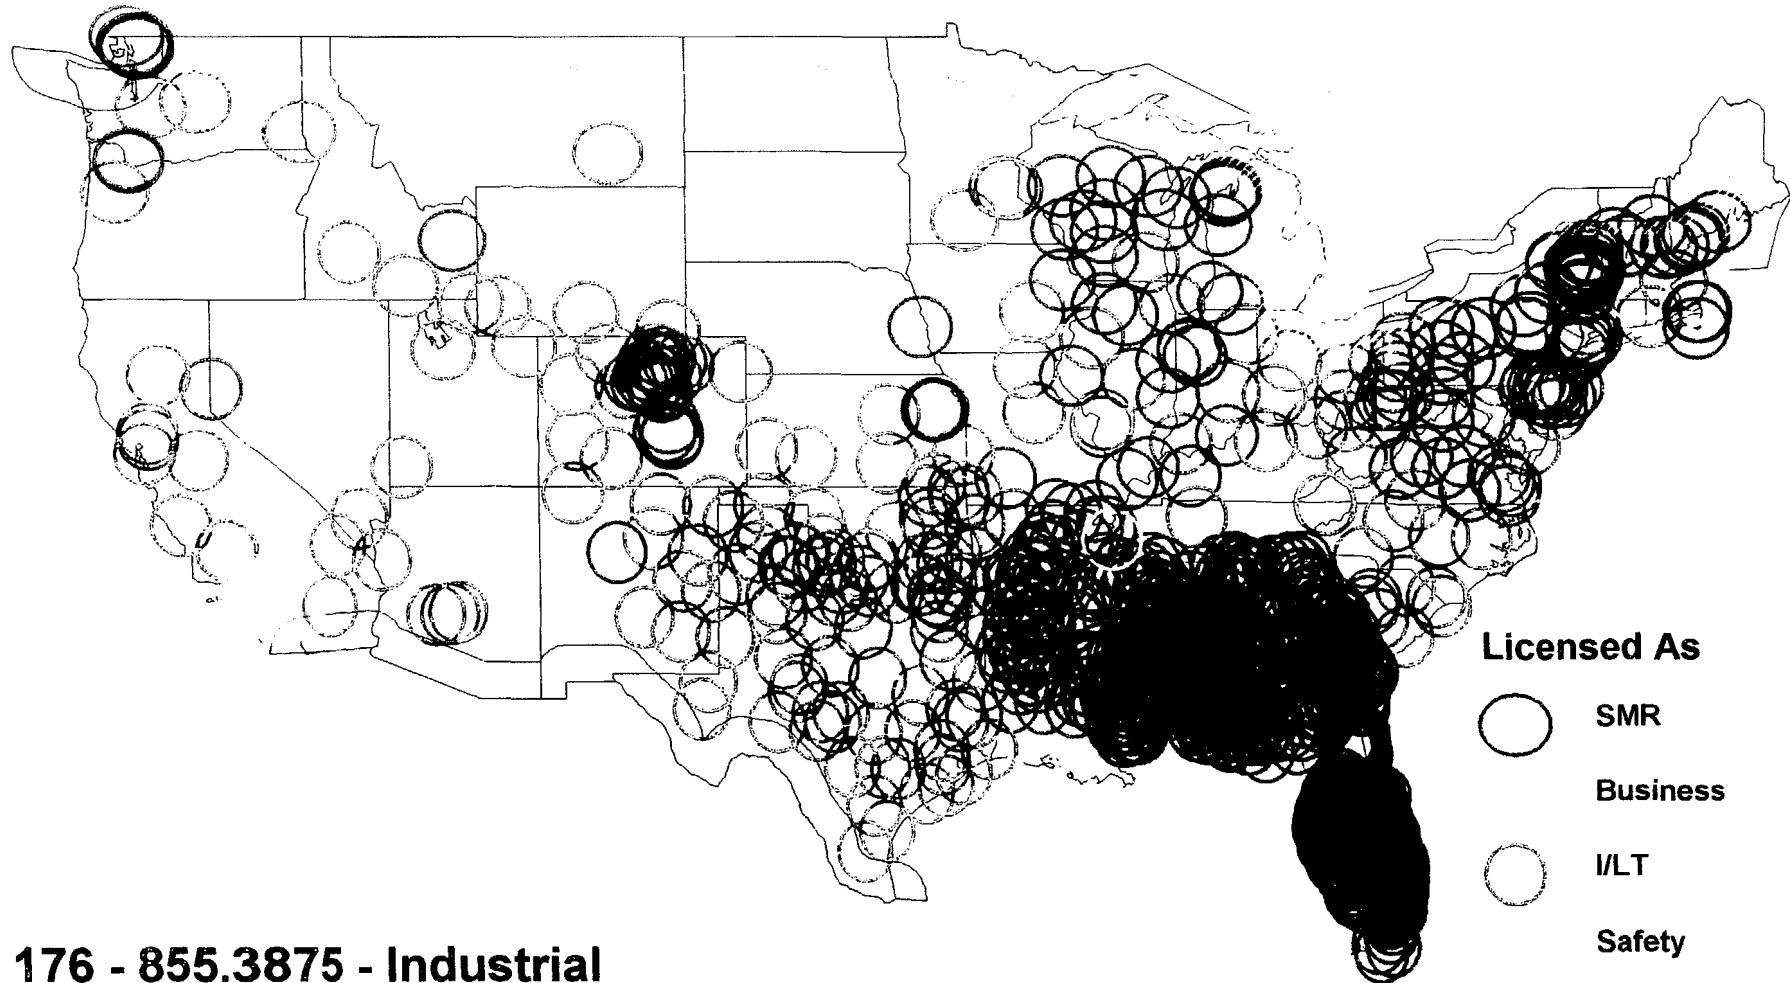 Licensed As
SMR
Business
I/LT
Safety
176 - 855.3875 - Industrial